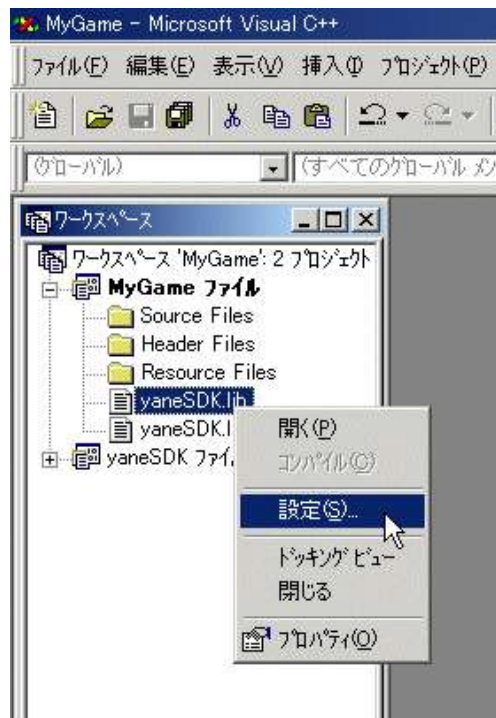 MyGame - Microsoft Visual C++
ファイル(F) 編集(E) 表示(V) 挿入(I) ﾌﾟﾛｼﾞｪｸﾄ(P)
(ｸﾞﾛｰﾊﾞﾙ) (すべてのｸﾞﾛｰﾊﾞﾙ ﾒﾝ
ワークスペース
ワークスペース 'MyGame': 2 ﾌﾟﾛｼﾞｪｸﾄ
MyGame ファイル
Source Files
Header Files
Resource Files
yaneSDK.lib
yaneSDK.l
yaneSDK ファイ
開く(P)
ｺﾝﾊﾟｲﾙ(C)
設定(S)...
ﾄﾞッｷﾝｸﾞ ﾋﾞｭｰ
閉じる
ﾌﾟﾛﾊﾟﾃｨ(O)